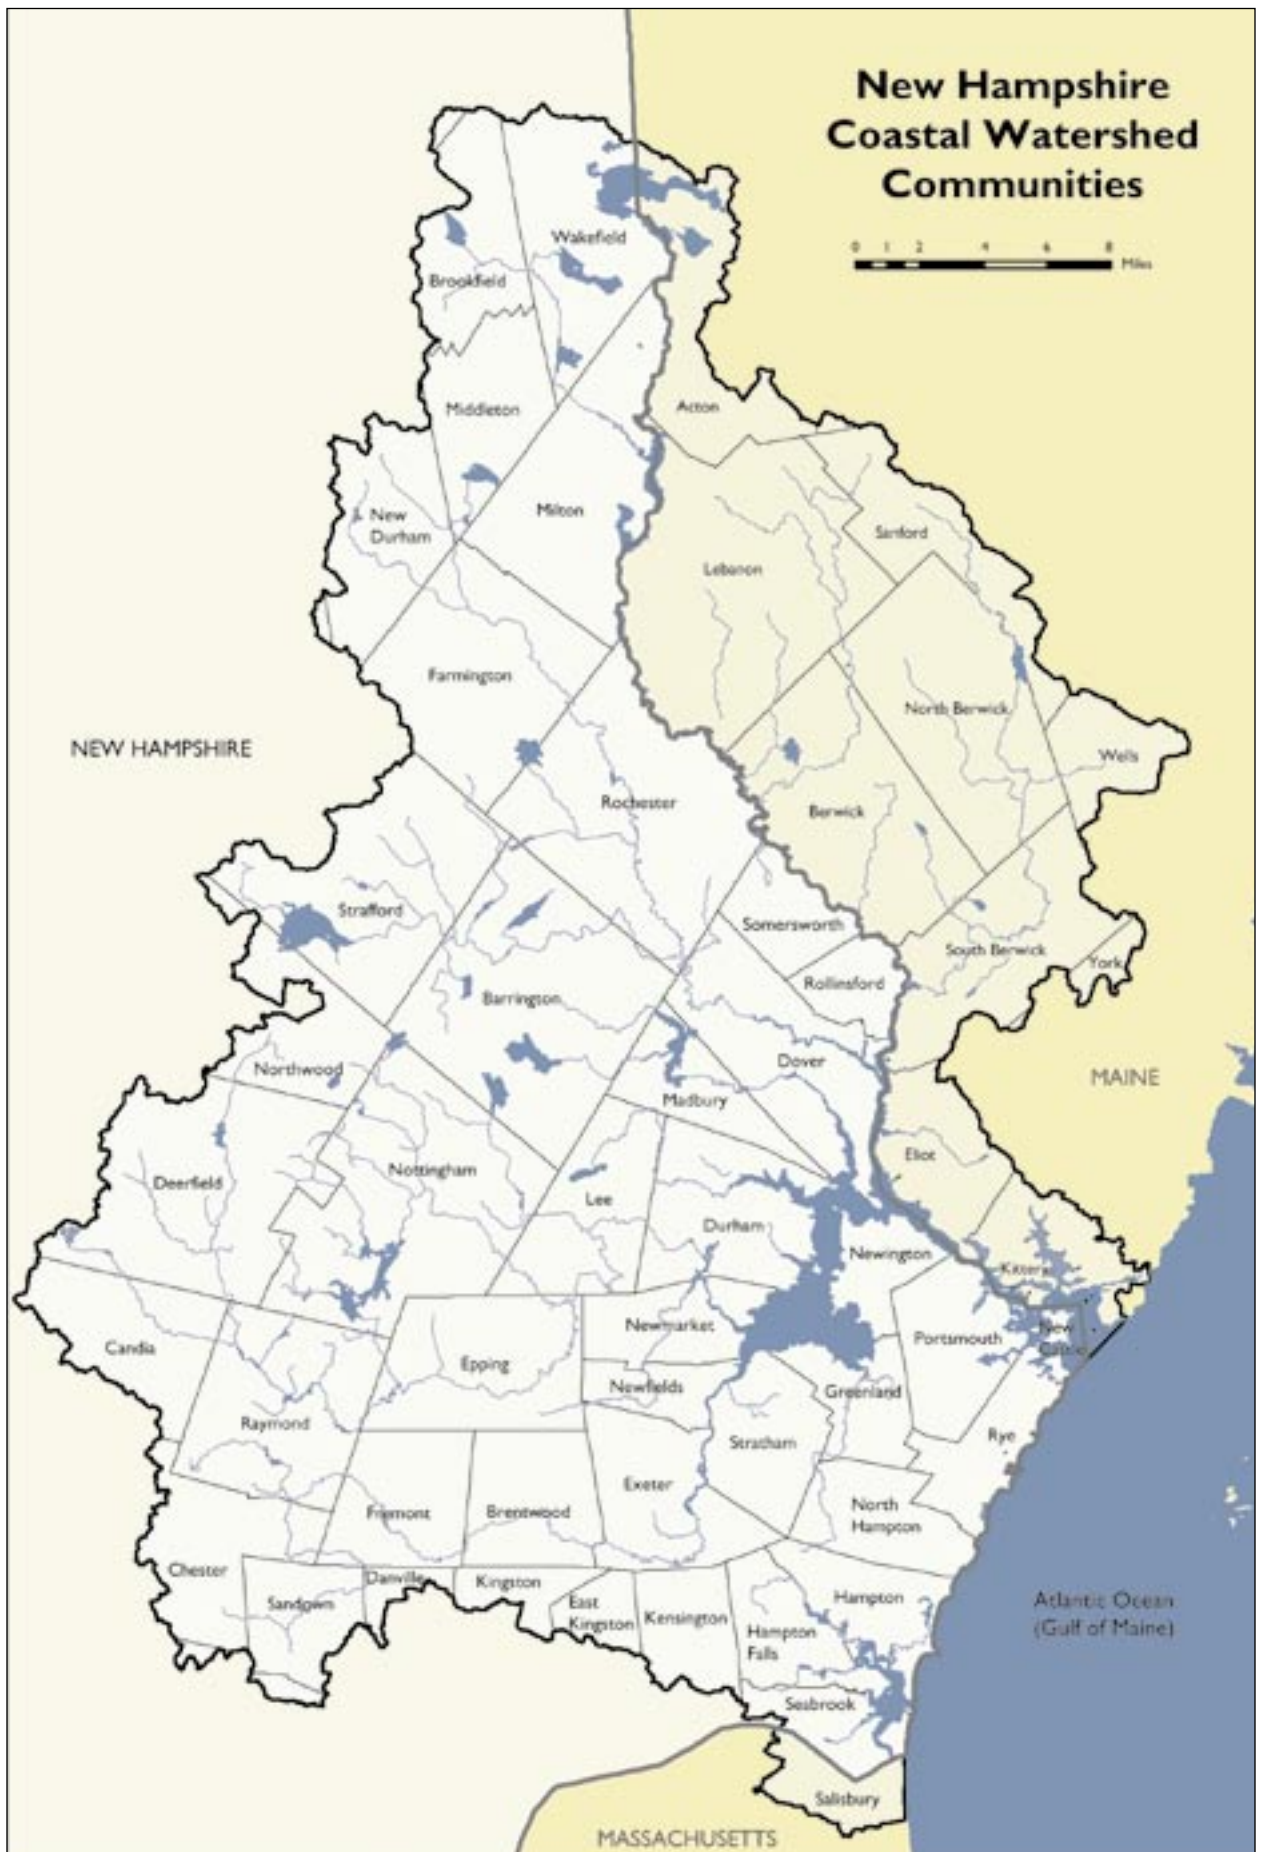 New Hampshire
Coastal Watershed
Communities
0 1 2 4 6 8 Miles
Wakefield
Brookfield
Middleton
Acton
New
Durham
Milton
Sanford
Lebanon
Farmington
North Berwick
NEW HAMPSHIRE
Wells
Rochester
Berwick
Strafford
Somersworth
South Berwick
York
Rollinsford
Barrington
Northwood
Dover
MAINE
Madbury
Eliot
Nottingham
Deerfield
Lee
Durham
Newington
Kittery
Candia
Newmarket
Portsmouth
New
Castle
Epping
Newfields
Greenland
Raymond
Stratham
Rye
Exeter
North
Hampton
Fremont
Brentwood
Chester
Danville
Kingston
Sandown
East
Kingston
Kensington
Hampton
Hampton
Falls
Atlantic Ocean
(Gulf of Maine)
Seabrook
Salisbury
MASSACHUSETTS